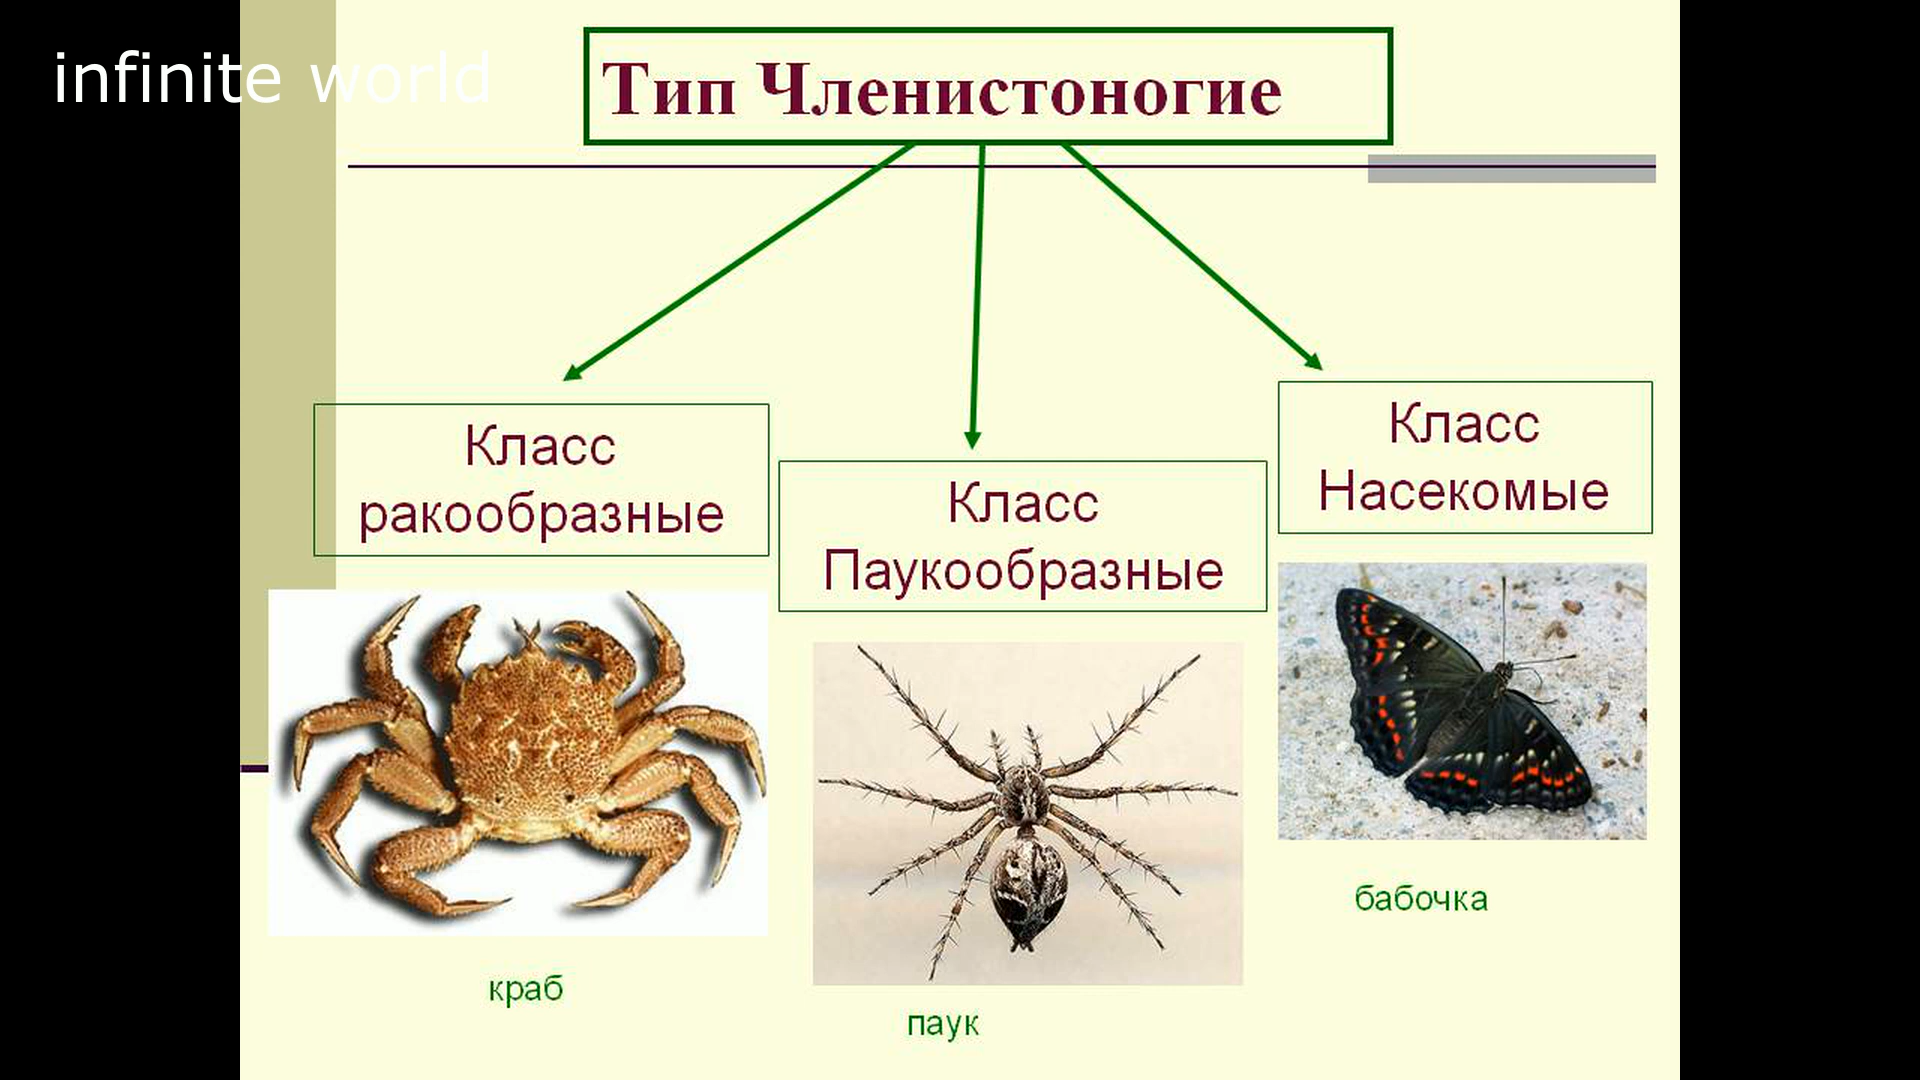 infinite world
Тип Членистоногие
Класс
ракообразные
Класс
Паукообразные
Класс
Насекомые
краб
паук
бабочка